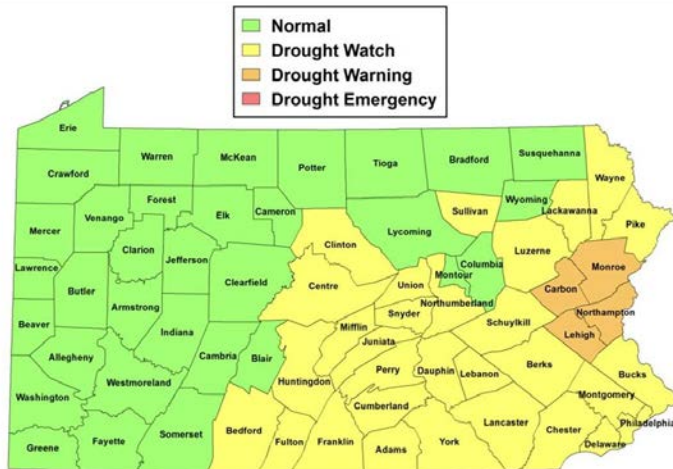 Normal
Drought Watch
Drought Warning
Drought Emergency
Erie
Crawford
Warren
McKean
Potter
Tioga
Bradford
Susquehanna
Wayne
Wyoming
Lackawanna
Pike
Mercer
Venango
Forest
Elk
Cameron
Clinton
Lycoming
Sullivan
Luzerne
Monroe
Lawrence
Clarion
Jefferson
Clearfield
Centre
Union
Montour
Columbia
Carbon
Butler
Armstrong
Indiana
Snyder
Northumberland
Schuylkill
Northampton
Beaver
Allegheny
Cambria
Blair
Mifflin
Juniata
Lehigh
Washington
Westmoreland
Huntingdon
Perry
Dauphin
Lebanon
Berks
Bucks
Greene
Fayette
Somerset
Bedford
Fulton
Franklin
Cumberland
Adams
York
Lancaster
Chester
Montgomery
Delaware
Philadelphia